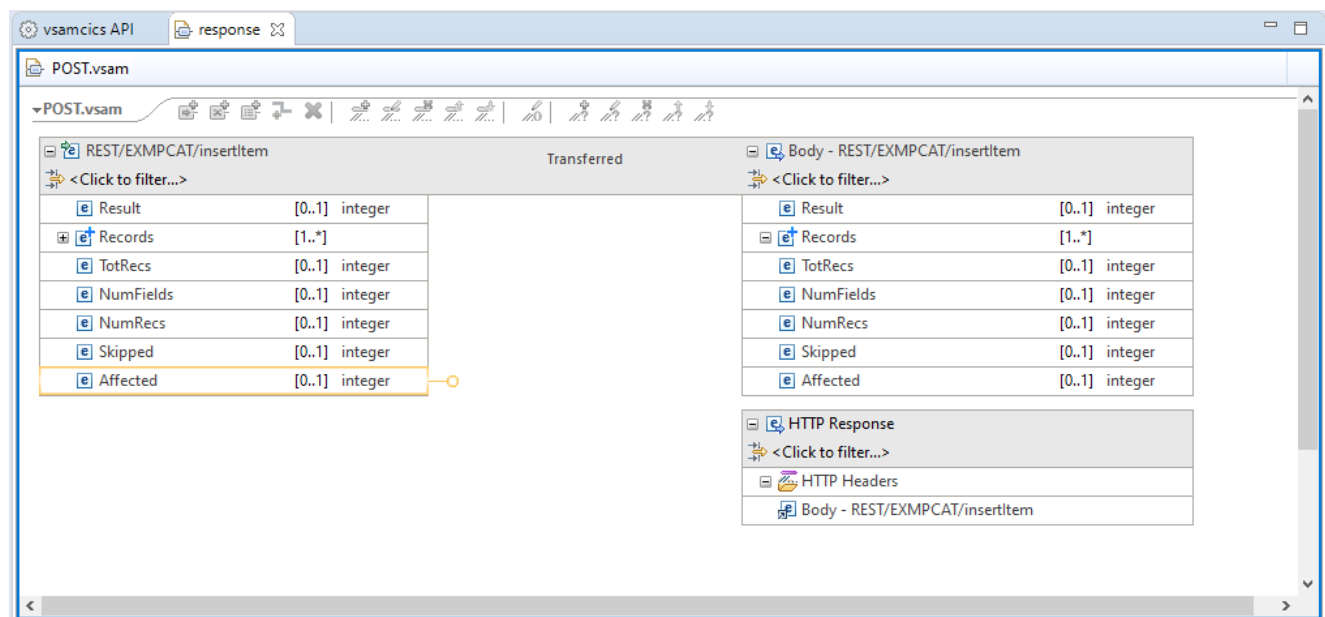 vsamcics API response
POST.vsam
POST.vsam
REST/EXMPCAT/insertItem Transferred Body - REST/EXMPCAT/insertItem
<Click to filter...> <Click to filter...>
Result [0..1] integer Result [0..1] integer
Records [1..*] Records [1..*]
TotRecs [0..1] integer TotRecs [0..1] integer
NumFields [0..1] integer NumFields [0..1] integer
NumRecs [0..1] integer NumRecs [0..1] integer
Skipped [0..1] integer Skipped [0..1] integer
Affected [0..1] integer Affected [0..1] integer
HTTP Response
<Click to filter...>
HTTP Headers
Body - REST/EXMPCAT/insertItem